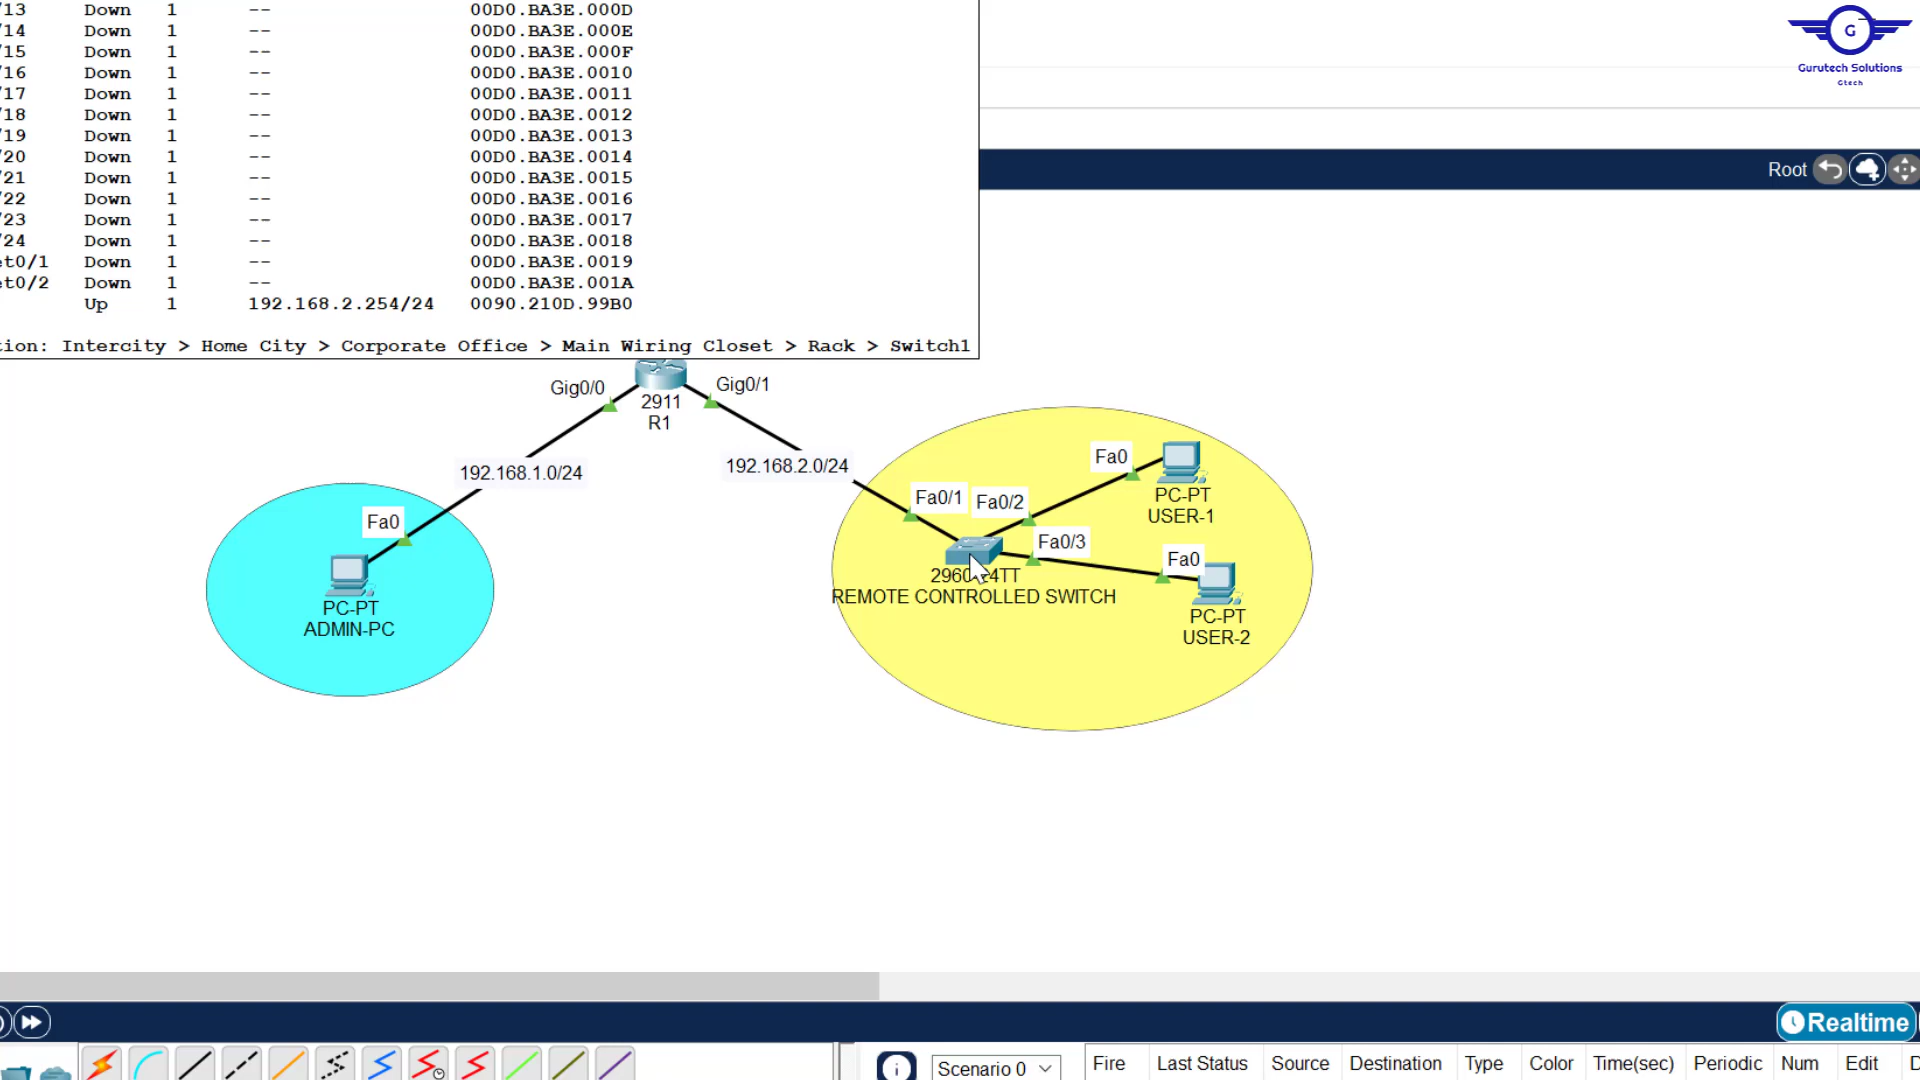 /13 Down 1 -- 00D0.BA3E.000D
/14 Down 1 -- 00D0.BA3E.000E
/15 Down 1 -- 00D0.BA3E.000F
/16 Down 1 -- 00D0.BA3E.0010
/17 Down 1 -- 00D0.BA3E.0011
/18 Down 1 -- 00D0.BA3E.0012
/19 Down 1 -- 00D0.BA3E.0013
/20 Down 1 -- 00D0.BA3E.0014
/21 Down 1 -- 00D0.BA3E.0015
/22 Down 1 -- 00D0.BA3E.0016
/23 Down 1 -- 00D0.BA3E.0017
/24 Down 1 -- 00D0.BA3E.0018
et0/1 Down 1 -- 00D0.BA3E.0019
et0/2 Down 1 -- 00D0.BA3E.001A
Up 1 192.168.2.254/24 0090.210D.99B0
tion: Intercity > Home City > Corporate Office > Main Wiring Closet > Rack > Switch1
G
Gurutech Solutions
Gtech
Root
Gig0/0
Gig0/1
2911
R1
192.168.1.0/24
192.168.2.0/24
Fa0
PC-PT
ADMIN-PC
Fa0/1
Fa0/2
Fa0/3
REMOTE CONTROLLED SWITCH
Fa0
PC-PT
USER-1
Fa0
PC-PT
USER-2
Realtime
Scenario 0
Fire Last Status Source Destination Type Color Time(sec) Periodic Num Edit